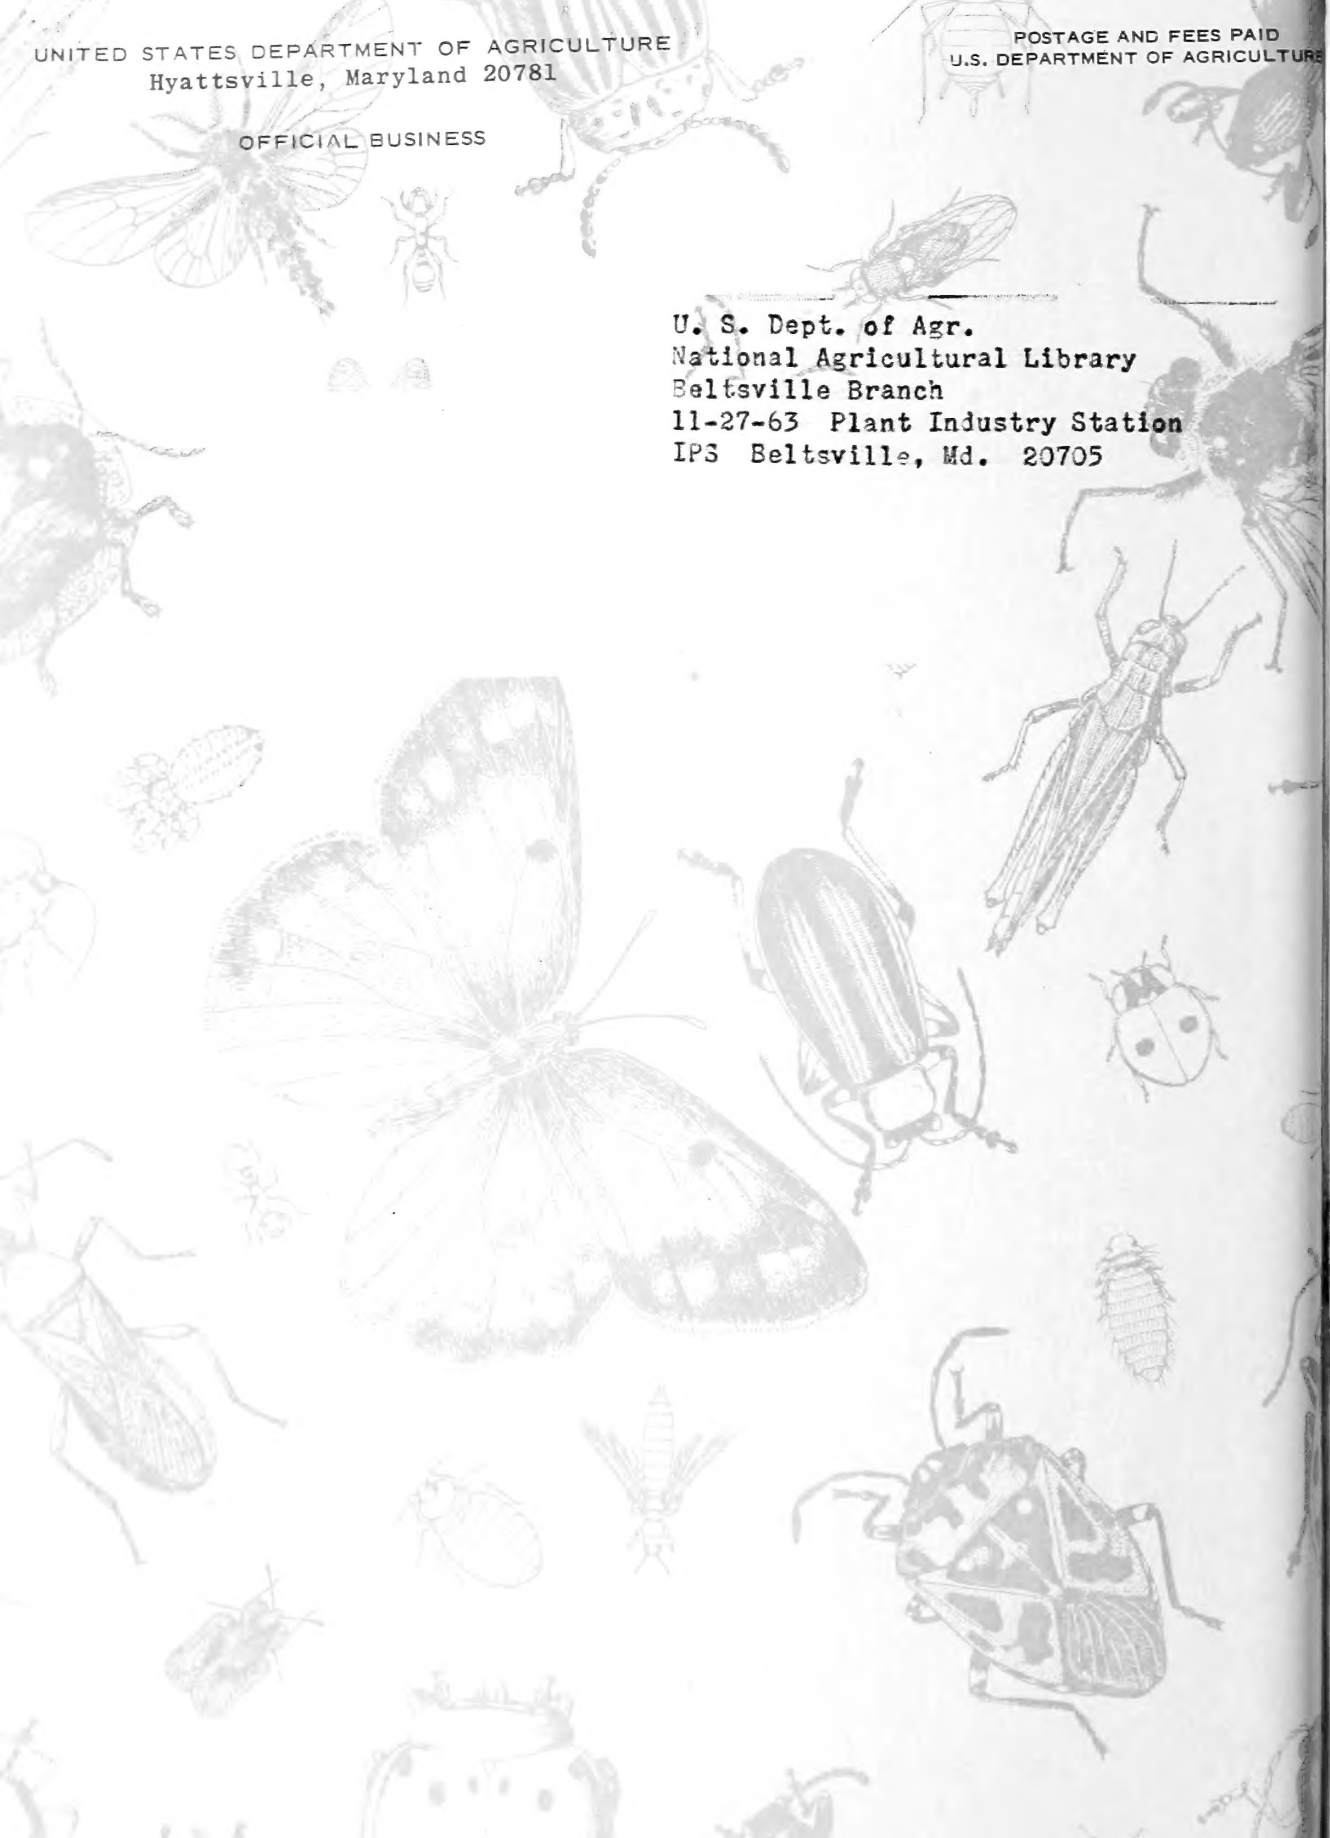 UNITED STATES DEPARTMENT OF AGRICULTURE
Hyattsville, Maryland 20781
OFFICIAL BUSINESS
POSTAGE AND FEES PAID
U.S. DEPARTMENT OF AGRICULTURE
U. S. Dept. of Agr.
National Agricultural Library
Beltsville Branch
11-27-63 Plant Industry Station
IPS Beltsville, Md. 20705